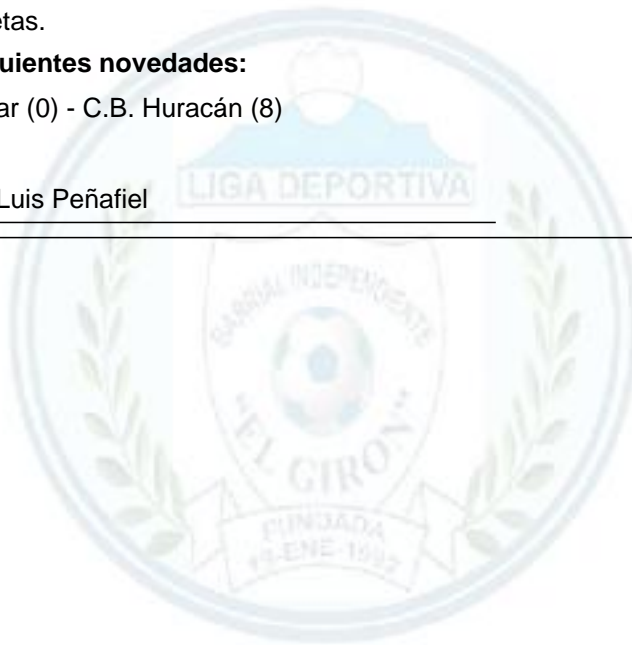 etas.
uientes novedades:
ar (0) - C.B. Huracán (8)
Luis Peñafiel
LIGA DEPORTIVA
BARRIAL INDEPENDIENTE
"EL GIRON"
FUNDADA